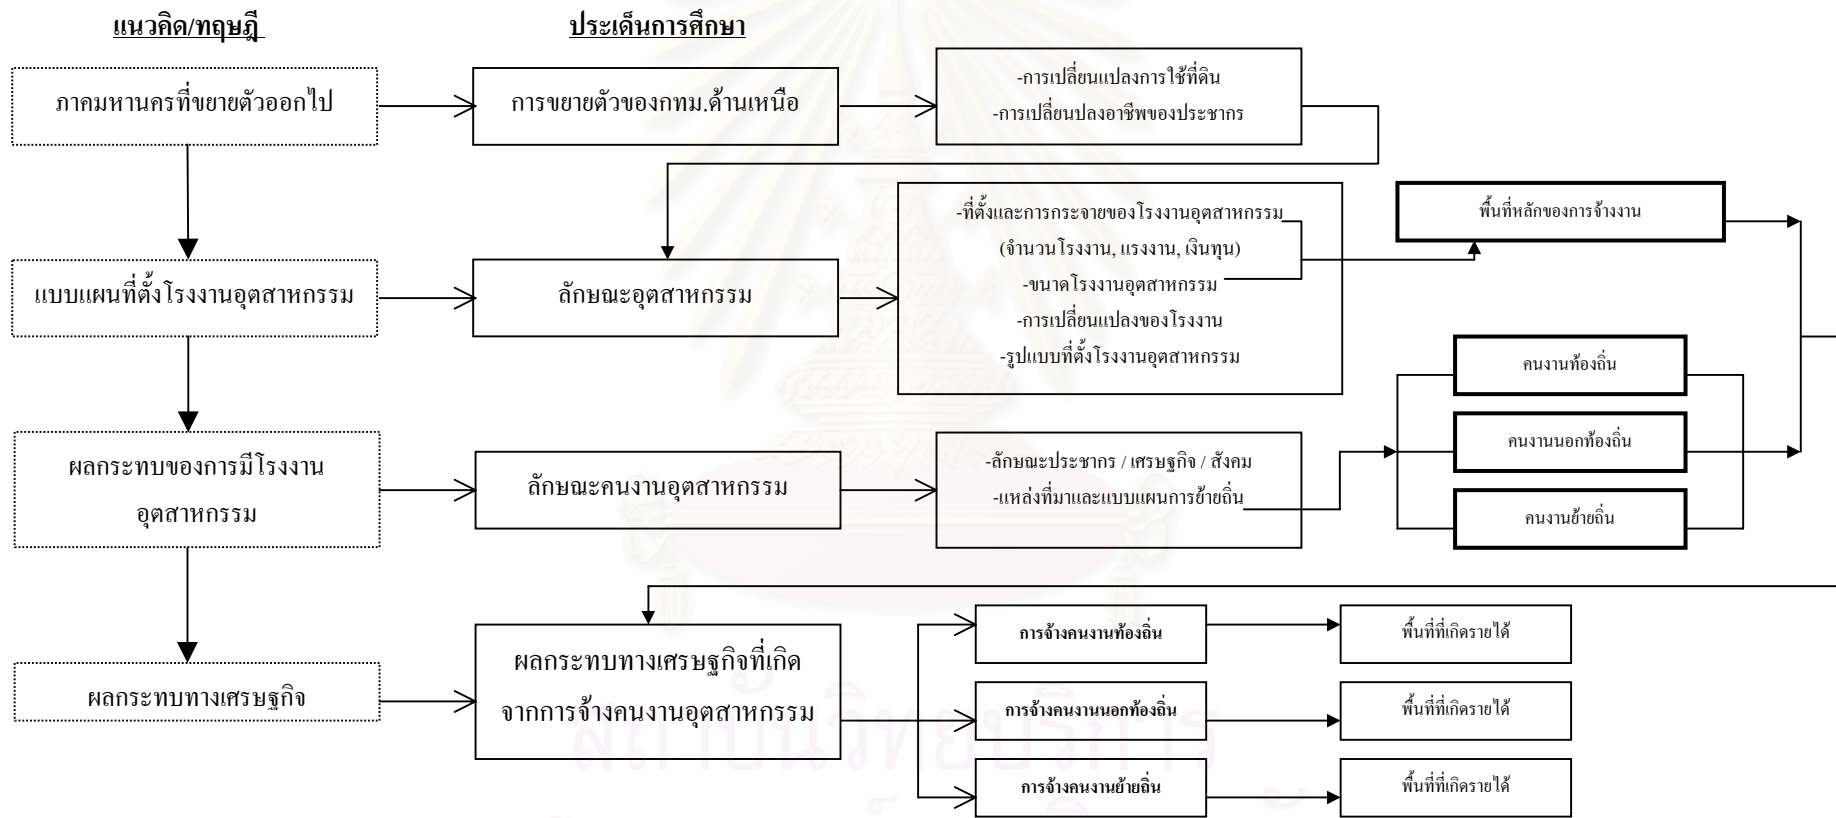 แนวคิด/ทฤษฎี
ประเด็นการศึกษา
ภาคมหานครที่ขยายตัวออกไป
การขยายตัวของกทม.ด้านเหนือ
-การเปลี่ยนแปลงการใช้ที่ดิน
-การเปลี่ยนปลงอาชีพของประชากร
แบบแผนที่ตั้งโรงงานอุตสาหกรรม
ลักษณะอุตสาหกรรม
-ที่ตั้งและการกระจายของโรงงานอุตสาหกรรม
(จำนวนโรงงาน, แรงงาน, เงินทุน)
-ขนาดโรงงานอุตสาหกรรม
-การเปลี่ยนแปลงของโรงงาน
-รูปแบบที่ตั้งโรงงานอุตสาหกรรม
พื้นที่หลักของการจ้างงาน
ผลกระทบของการมีโรงงาน
อุตสาหกรรม
ลักษณะคนงานอุตสาหกรรม
-ลักษณะประชากร / เศรษฐกิจ / สังคม
-แหล่งที่มาและแบบแผนการย้ายถิ่น
คนงานท้องถิ่น
คนงานนอกท้องถิ่น
คนงานย้ายถิ่น
ผลกระทบทางเศรษฐกิจ
ผลกระทบทางเศรษฐกิจที่เกิด
จากการจ้างคนงานอุตสาหกรรม
การจ้างคนงานท้องถิ่น
พื้นที่ที่เกิดรายได้
การจ้างคนงานนอกท้องถิ่น
พื้นที่ที่เกิดรายได้
การจ้างคนงานย้ายถิ่น
พื้นที่ที่เกิดรายได้
สถาบันวิทยบริการ